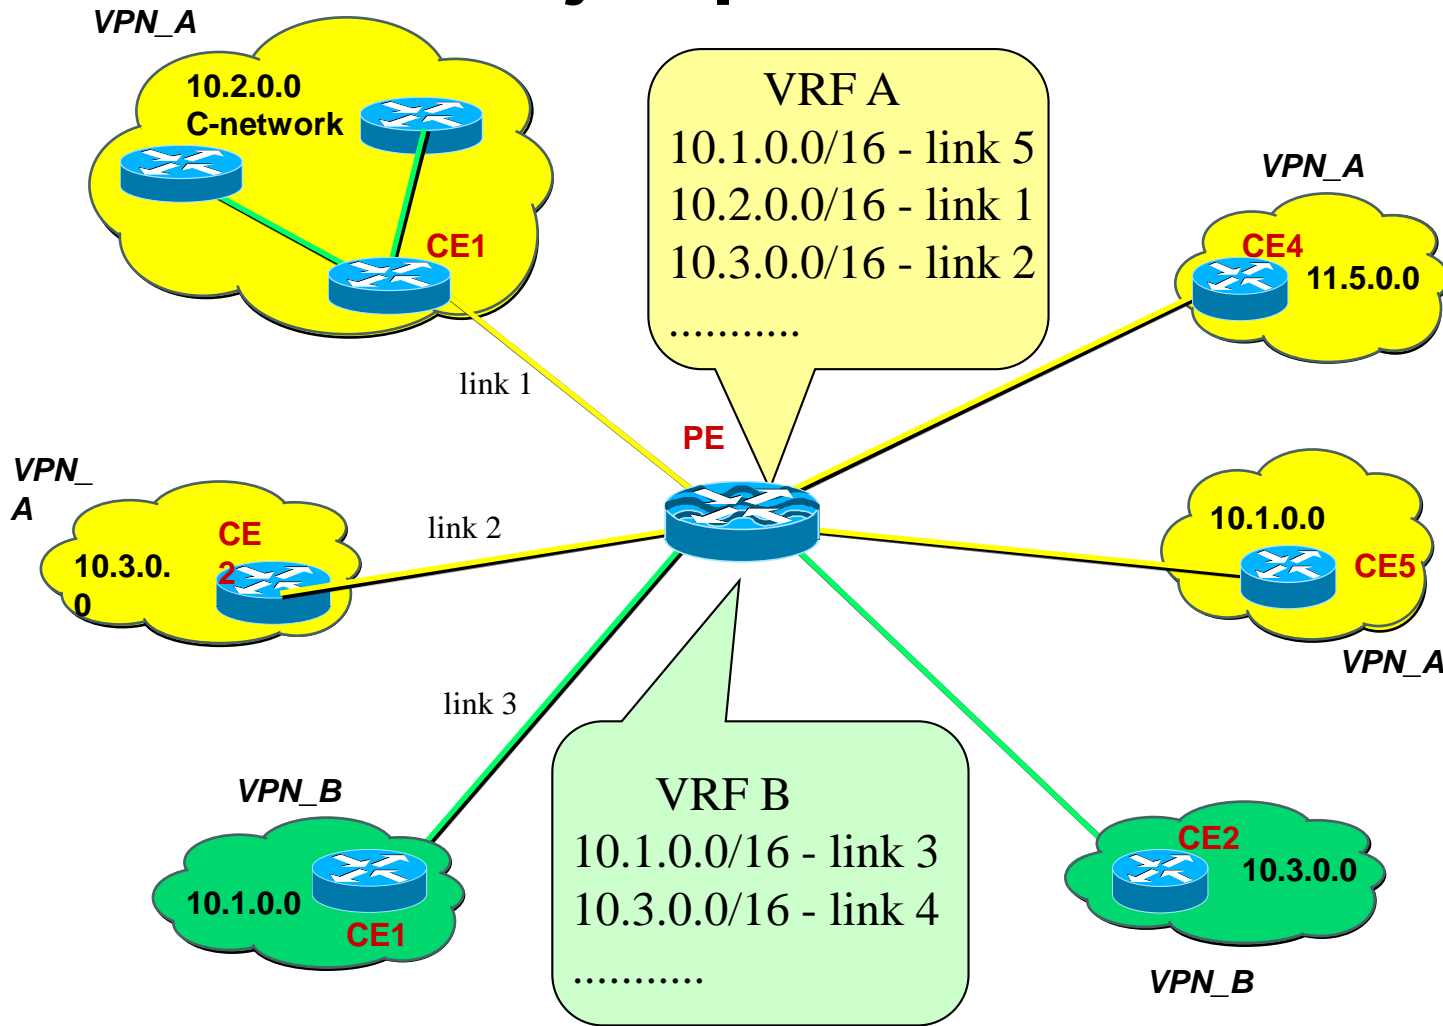 VPN_A
10.2.0.0
C-network
CE1
link 1
VRF A
10.1.0.0/16 - link 5
10.2.0.0/16 - link 1
10.3.0.0/16 - link 2
...........
VPN_A
CE4
11.5.0.0
PE
VPN_
A
CE
2
10.3.0.
0
link 2
10.1.0.0
CE5
VPN_A
link 3
VPN_B
10.1.0.0
CE1
VRF B
10.1.0.0/16 - link 3
10.3.0.0/16 - link 4
...........
CE2
10.3.0.0
VPN_B